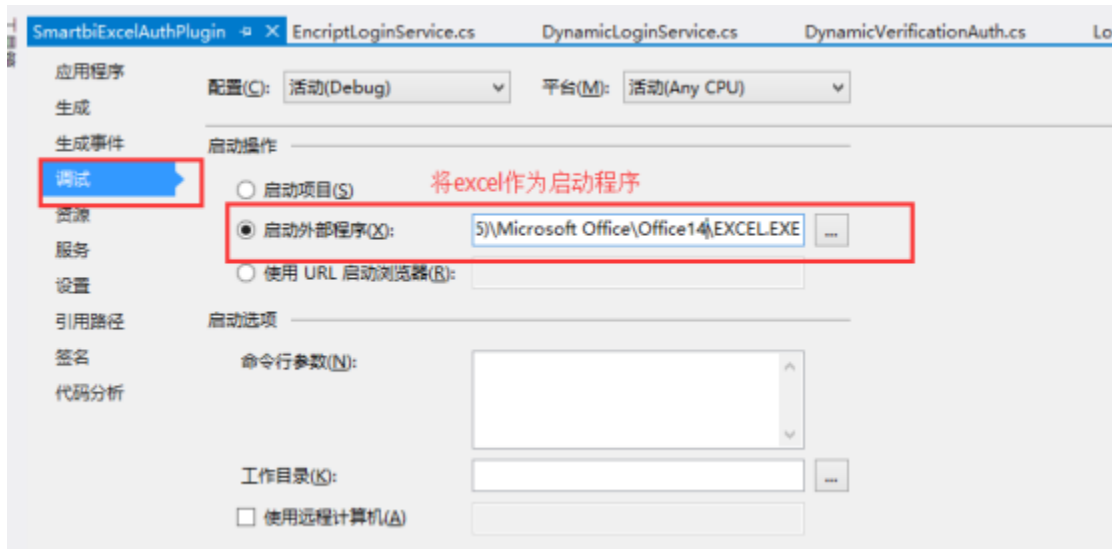 SmartbiExcelAuthPlugin EncriptLoginService.cs DynamicLoginService.cs DynamicVerificationAuth.cs Lo
应用程序
配置(C): 活动(Debug) 平台(M): 活动(Any CPU)
生成
生成事件
启动操作
调试
启动项目(S) 将excel作为启动程序
资源
启动外部程序(X): 5)\Microsoft Office\Office14\EXCEL.EXE ...
服务
使用 URL 启动浏览器(R):
设置
引用路径
启动选项
签名
命令行参数(N):
代码分析
工作目录(K): ...
使用远程计算机(A)